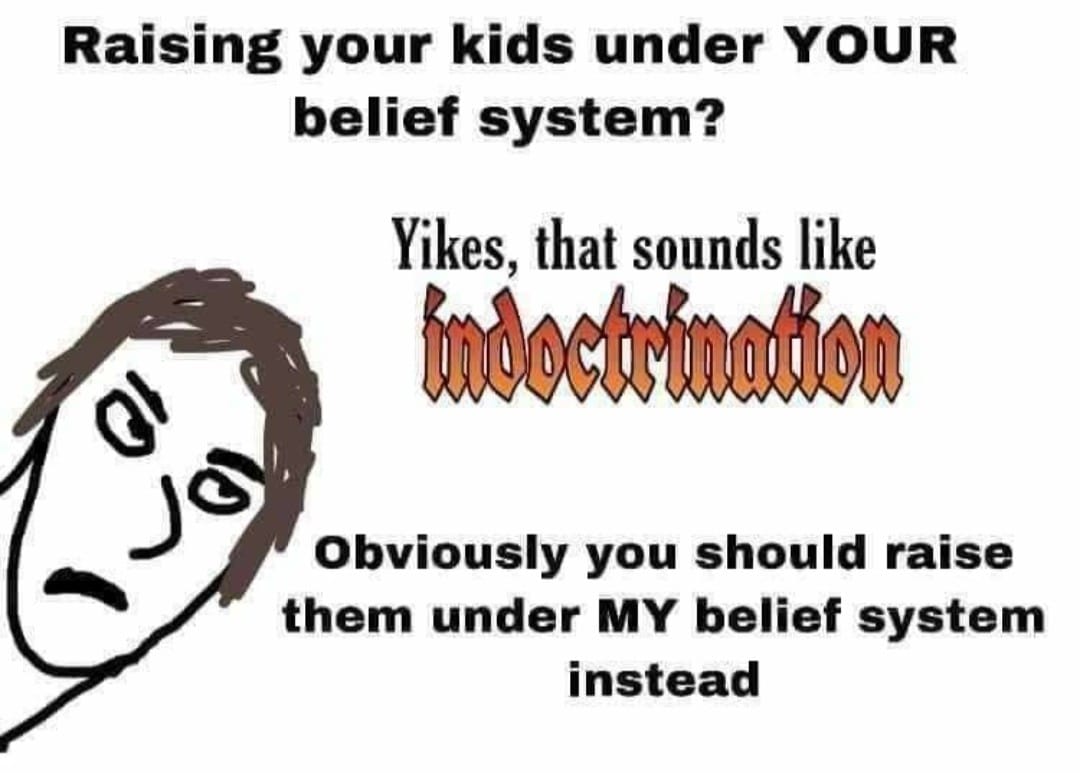 Raising your kids under YOUR
belief system?
Yikes, that sounds like
indoctrination
Obviously you should raise
them under MY belief system
instead